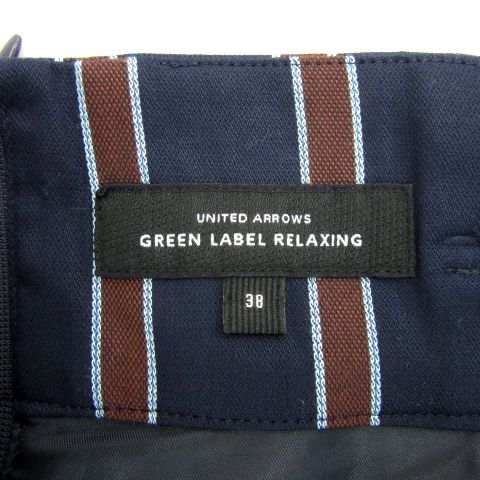 UNITED ARROWS
GREEN LABEL RELAXING
38